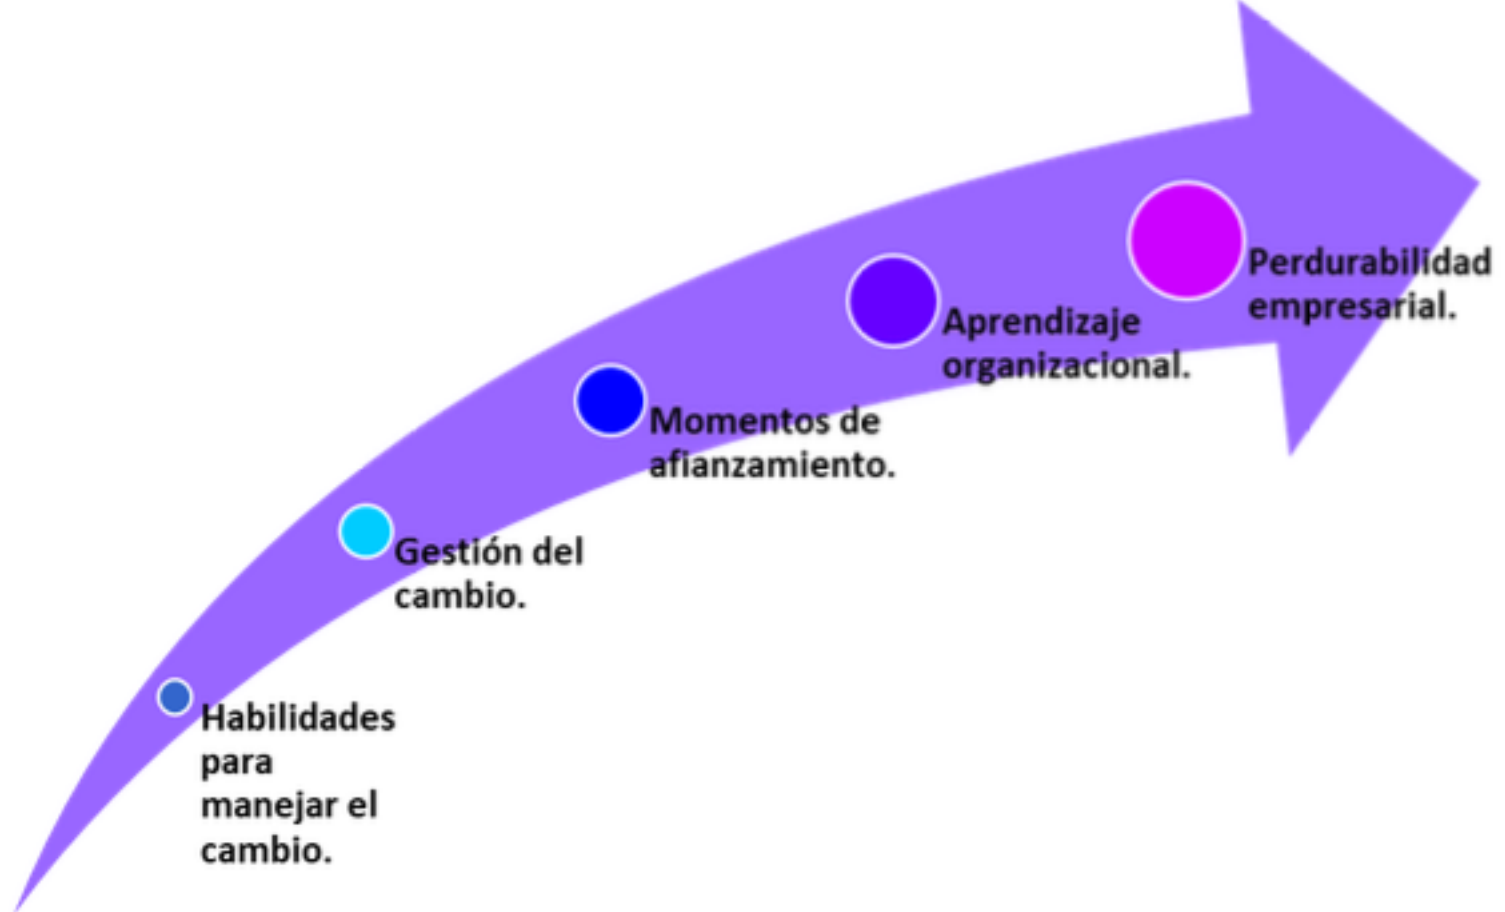 Habilidades
para
manejar el
cambio.
Gestión del
cambio.
Momentos de
afianzamiento.
Aprendizaje
organizacional.
Perdurabilidad
empresarial.